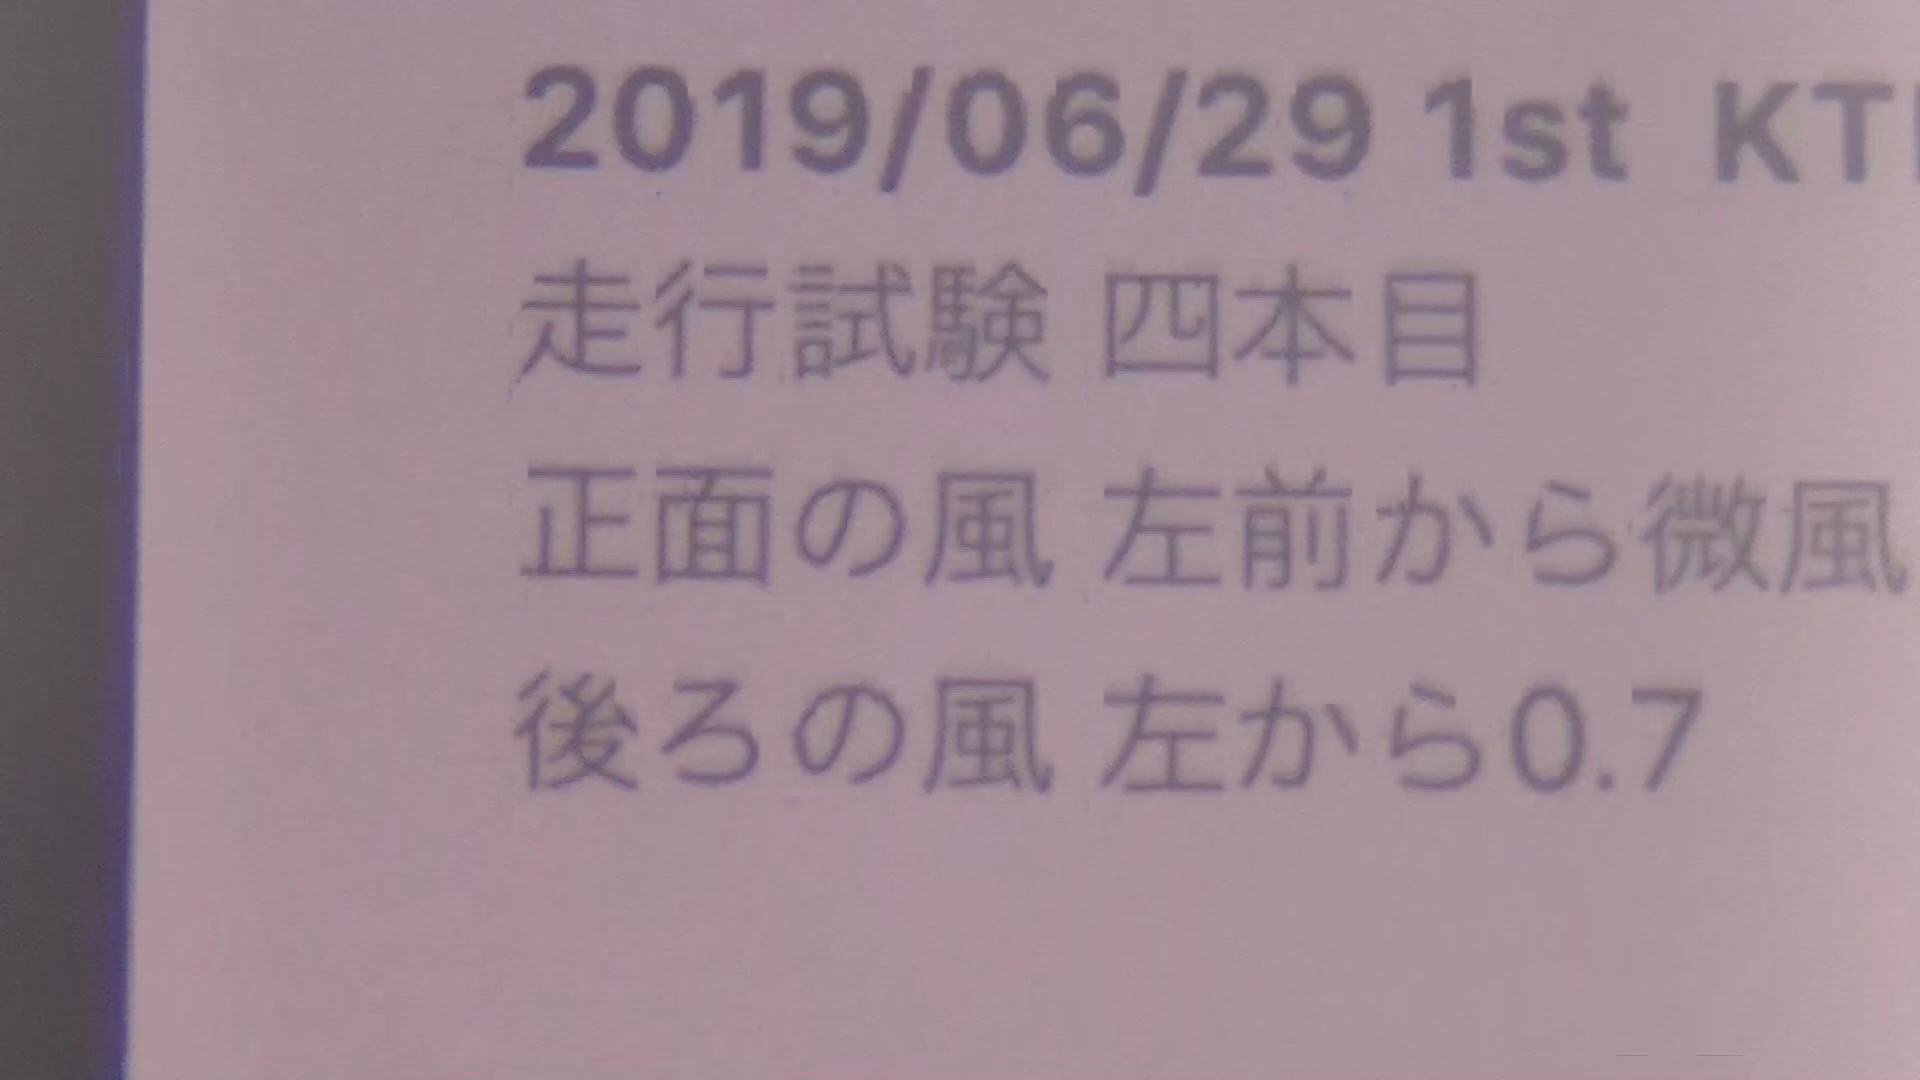 2019/06/29 1st KT
走行試験 四本目
正面の風 左前から微風
後ろの風 左から0.7